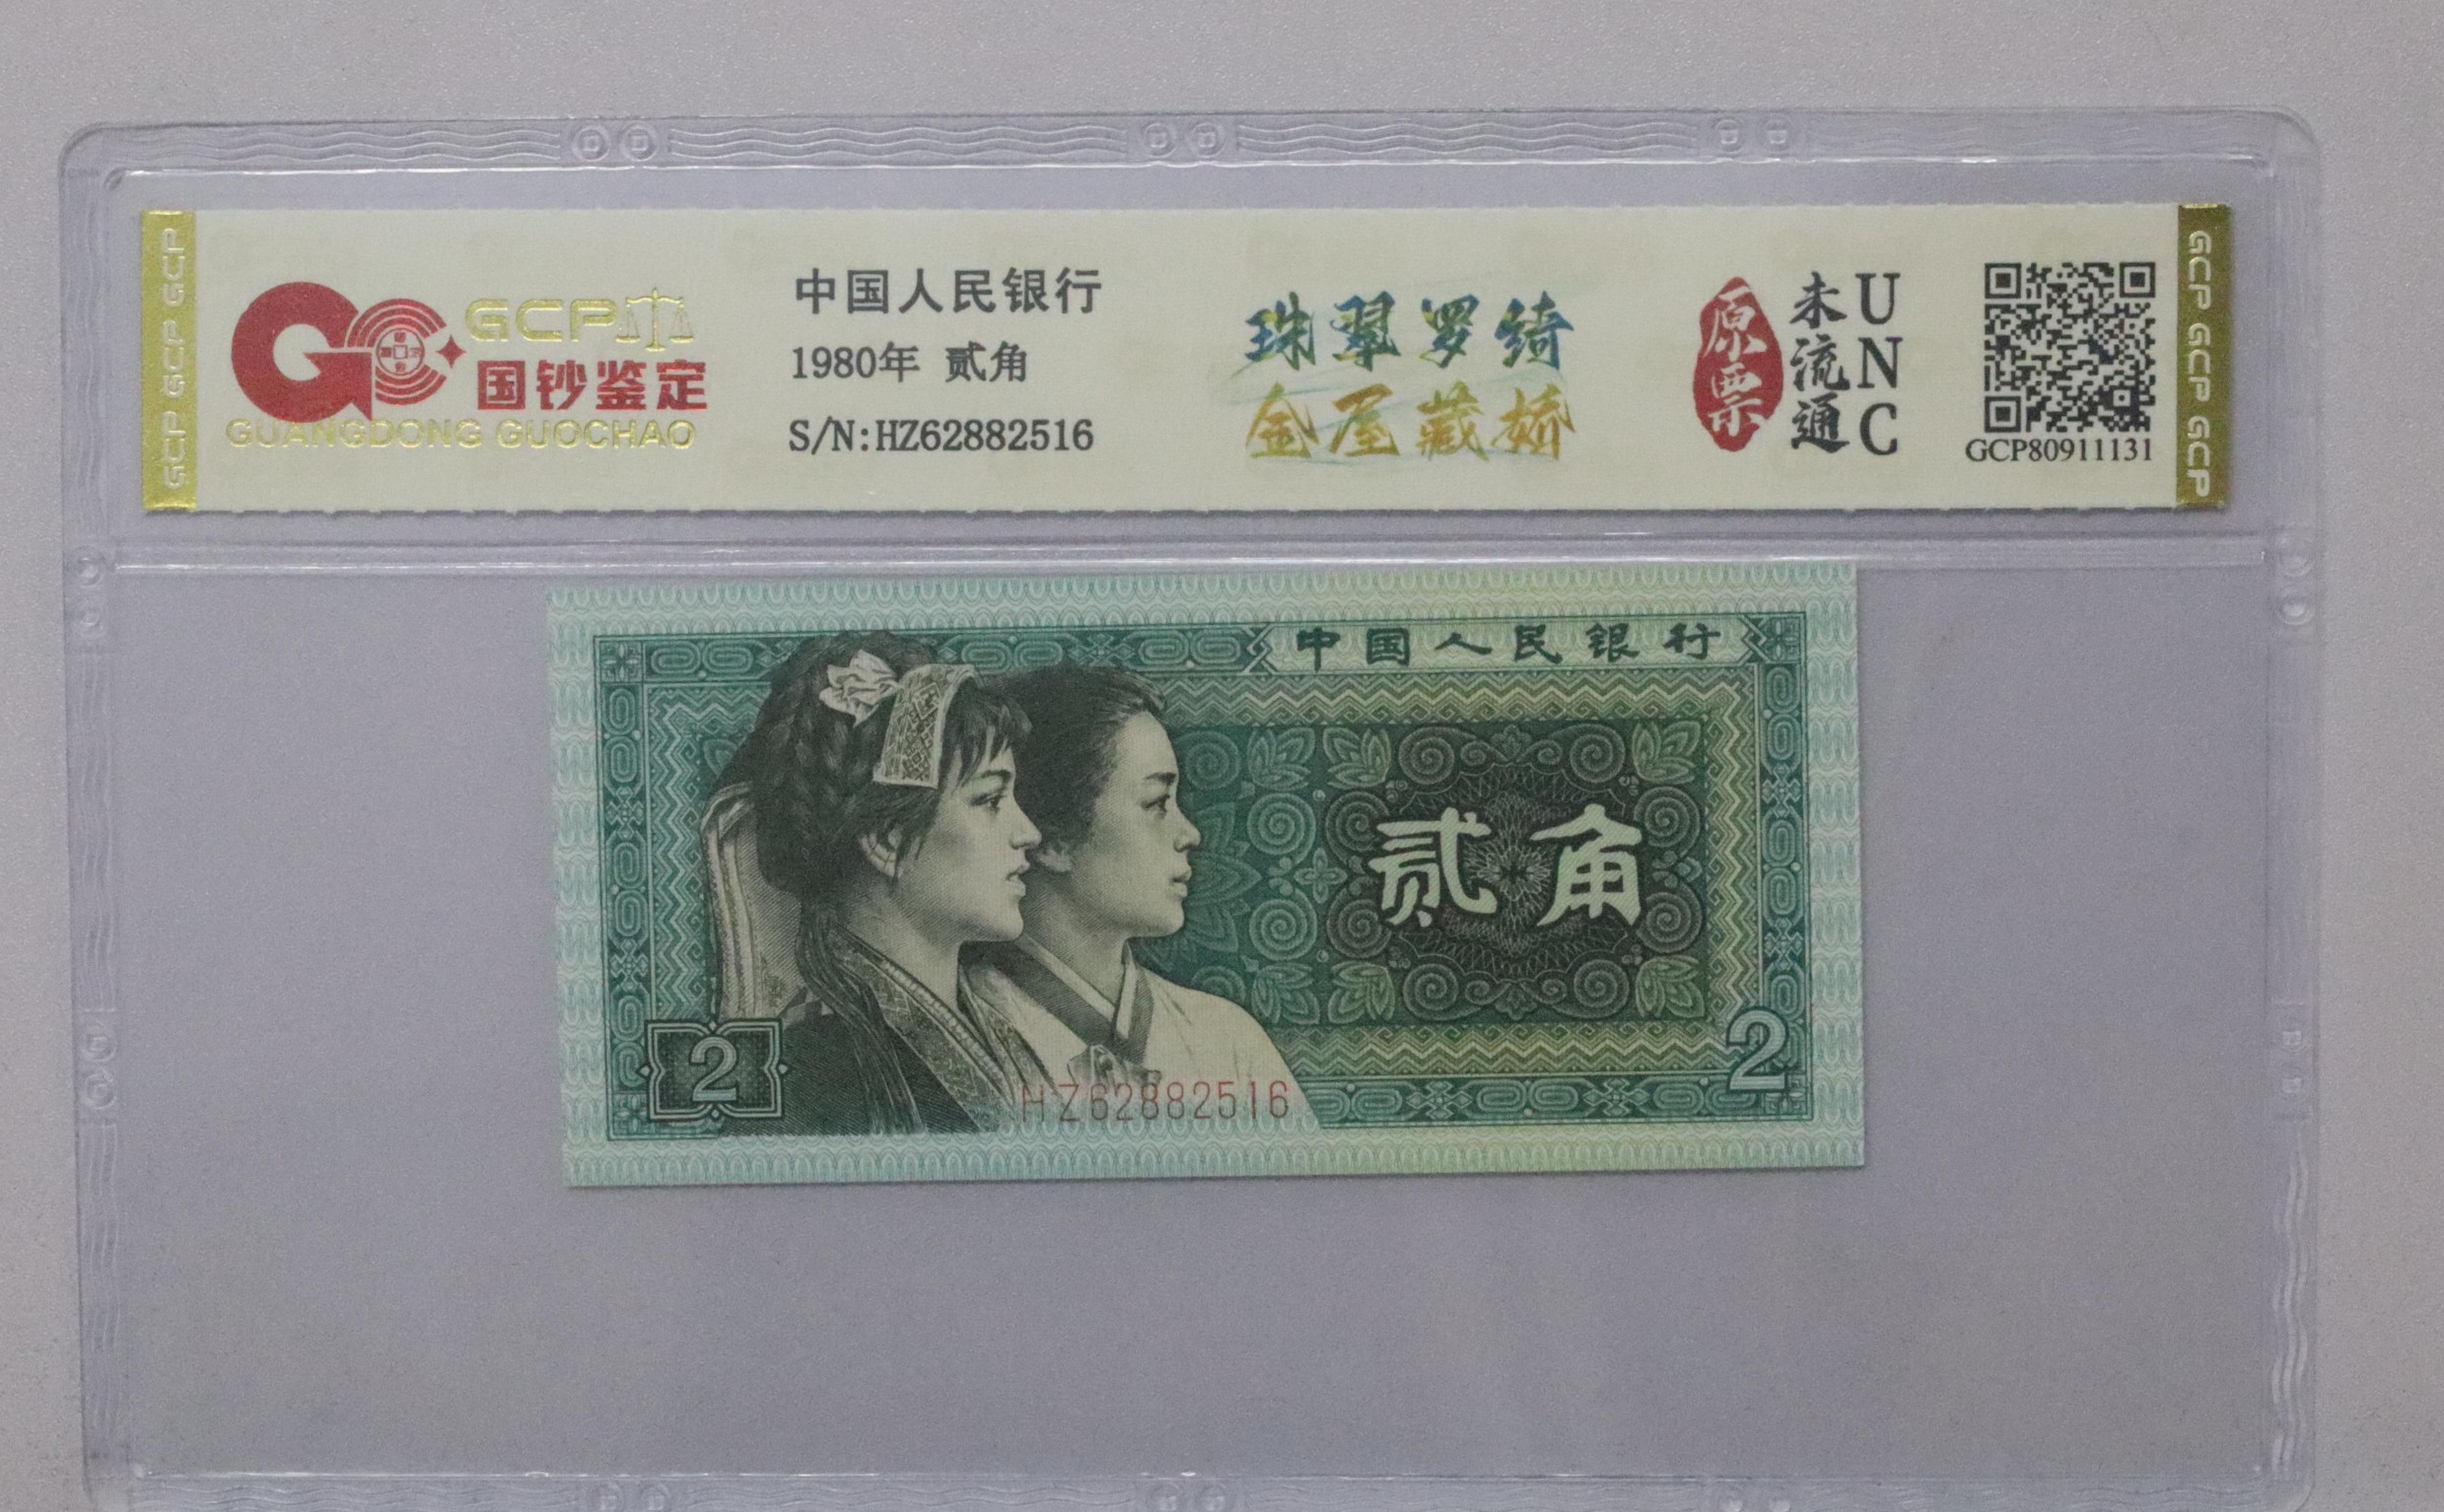 GCP GCP GCP
GCP
国钞鉴定
GUANGDONG GUOCHAO
中国人民银行
1980年 贰角
S/N:HZ62882516
珠翠罗绮
金屋藏娇
原票
未流通
UNC
GCP80911131
GCP GCP GCP GCP
中国人民银行
贰角
2
HZ62882516
2